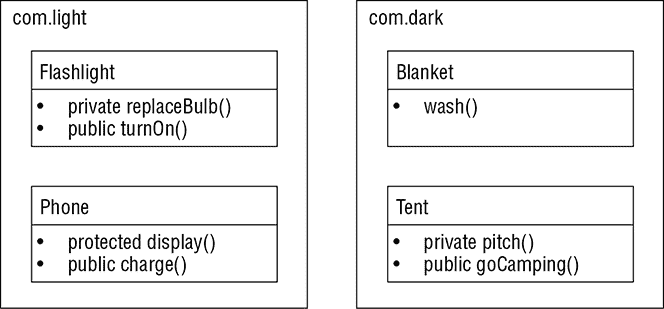 com.light
Flashlight
• private replaceBulb()
• public turnOn()
Phone
• protected display()
• public charge()
com.dark
Blanket
• wash()
Tent
• private pitch()
• public goCamping()